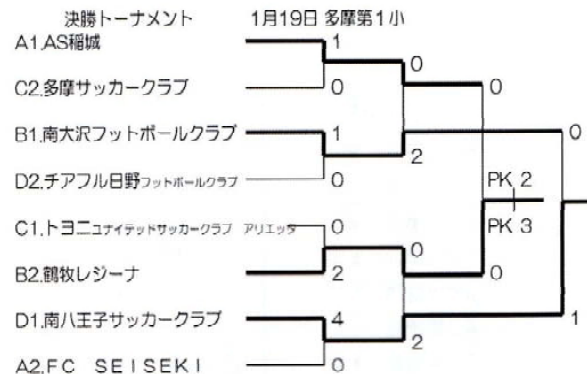 決勝トーナメント 1月19日 多摩第1小
A1.AS稲城 1
0
C2.多摩サッカークラブ 0
B1.南大沢フットボールクラブ 1 0
2
D2.チアフル日野フットボールクラブ 0
PK 2
C1.トヨニュナイテッドサッカークラブ アリエッタ 0
PK 3
0
B2.鶴牧レジーナ 2 0
D1.南八王子サッカークラブ 4 1
2
A2.FC SEISEKI 0